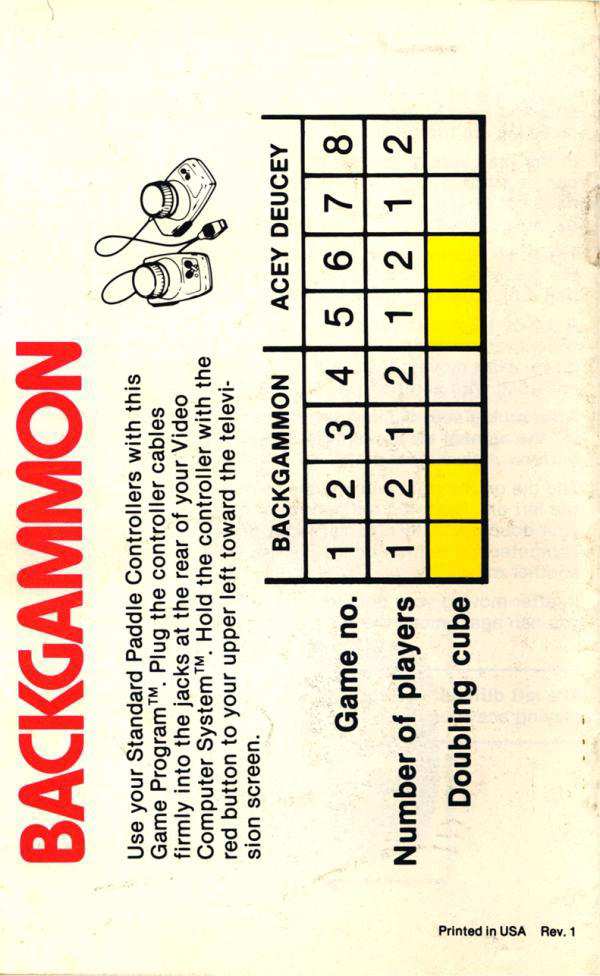 BACKGAMMON
Use your Standard Paddle Controllers with this
Game Program™. Plug the controller cables
firmly into the jacks at the rear of your Video
Computer System™. Hold the controller with the
red button to your upper left toward the televi-
sion screen.
BACKGAMMON ACEY DEUCEY
Game no. 1 2 3 4 5 6 7 8
Number of players 1 2 1 2 1 2 1 2
Doubling cube
Printed in USA Rev. 1